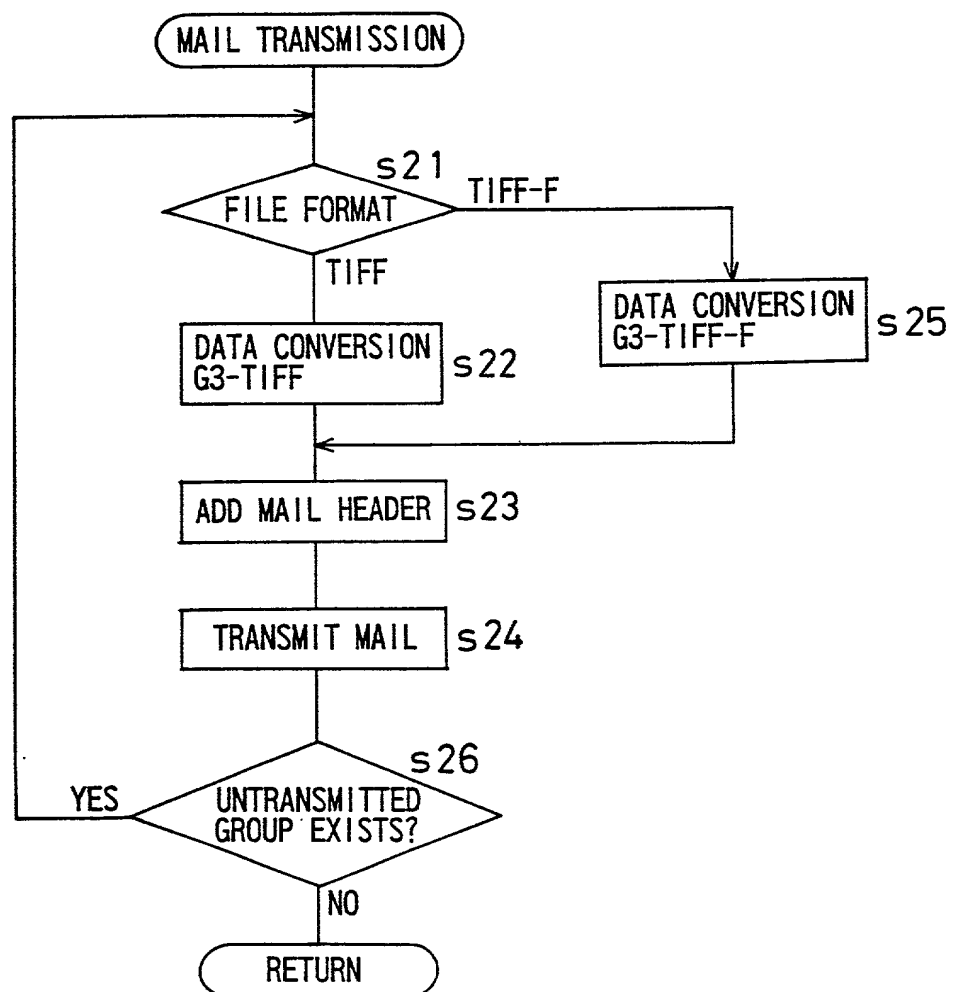 MAIL TRANSMISSION
s21
FILE FORMAT
TIFF-F
TIFF
DATA CONVERSION
G3-TIFF
s22
DATA CONVERSION
G3-TIFF-F
s25
ADD MAIL HEADER
s23
TRANSMIT MAIL
s24
s26
UNTRANSMITTED
GROUP EXISTS?
YES
NO
RETURN